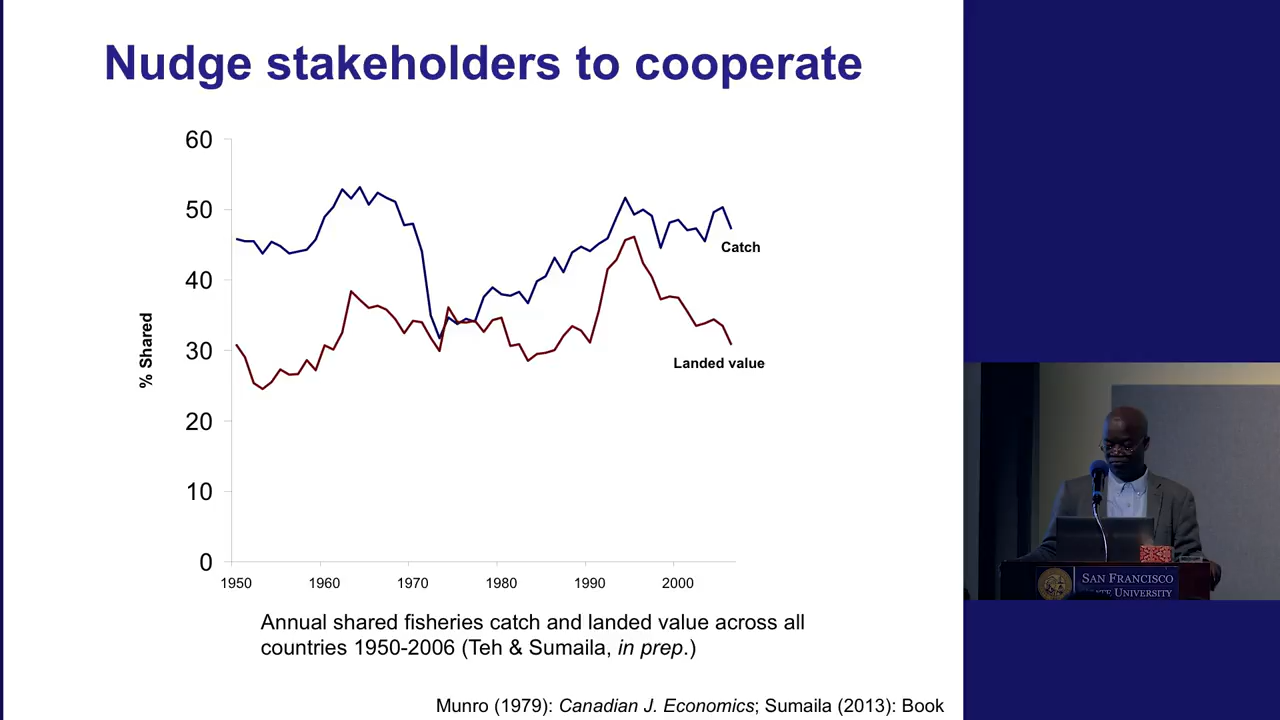 Nudge stakeholders to cooperate
60
50
40
30
20
10
0
% Shared
Catch
Landed value
1950 1960 1970 1980 1990 2000
Annual shared fisheries catch and landed value across all
countries 1950-2006 (Teh & Sumaila, in prep.)
Munro (1979): Canadian J. Economics; Sumaila (2013): Book
SAN FRANCISCO
STATE UNIVERSITY